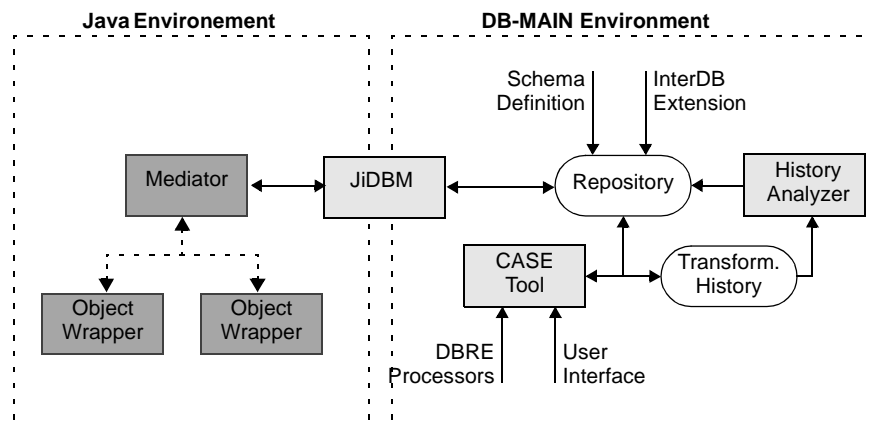 Java Environement
DB-MAIN Environment
Schema
Definition
InterDB
Extension
Mediator
JiDBM
Repository
History
Analyzer
CASE
Tool
Transform.
History
Object
Wrapper
Object
Wrapper
DBRE
Processors
User
Interface